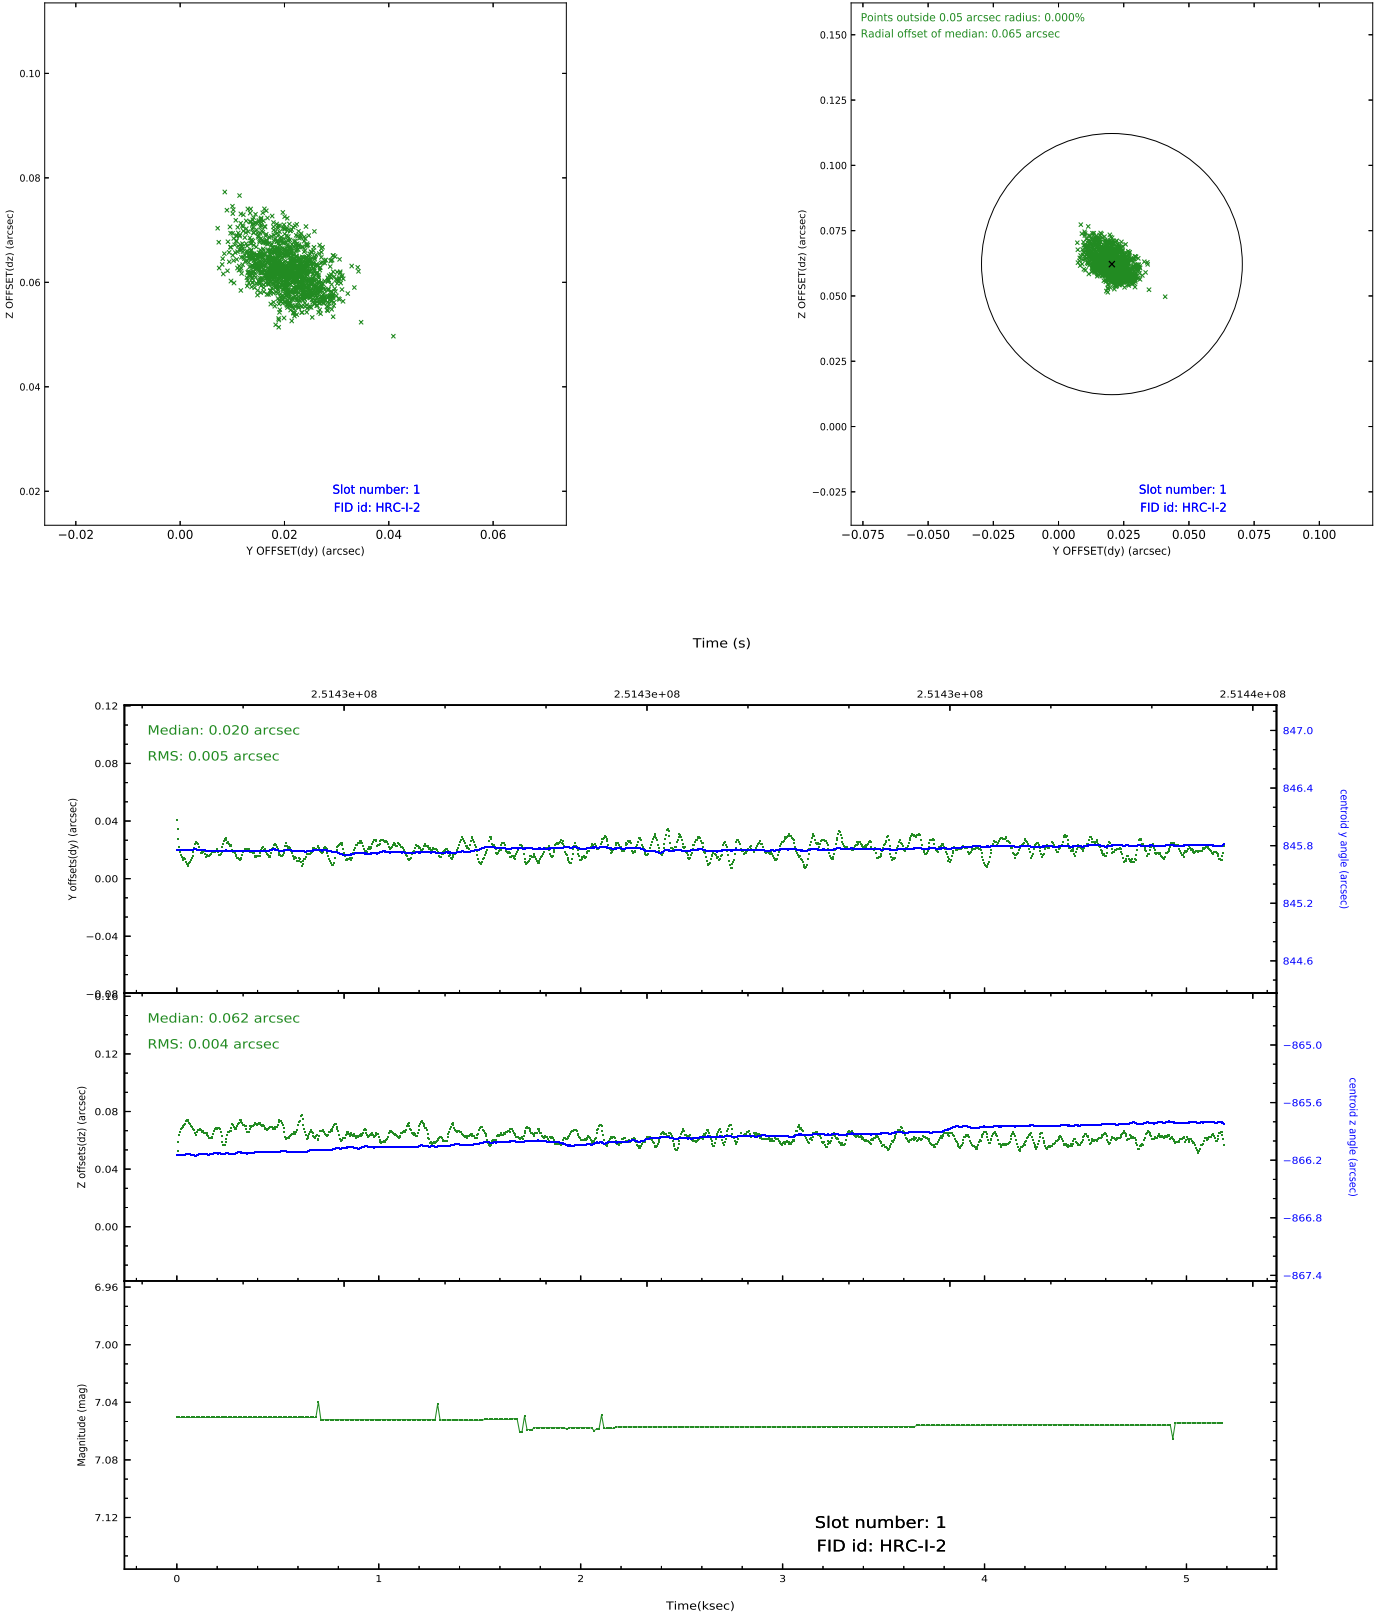 Points outside 0.05 arcsec radius: 0.000%
Radial offset of median: 0.065 arcsec
0.10
0.08
0.06
0.04
0.02
Z OFFSET(dz) (arcsec)
Slot number: 1
FID id: HRC-I-2
−0.02
0.00
0.02
0.04
0.06
Y OFFSET(dy) (arcsec)
0.150
0.125
0.100
0.075
0.050
0.025
0.000
−0.025
Z OFFSET(dz) (arcsec)
Slot number: 1
FID id: HRC-I-2
−0.075
−0.050
−0.025
0.000
0.025
0.050
0.075
0.100
Y OFFSET(dy) (arcsec)
Time (s)
2.5143e+08
2.5143e+08
2.5143e+08
2.5144e+08
Median: 0.020 arcsec
RMS: 0.005 arcsec
0.12
0.08
0.04
0.00
−0.04
−0.08
Y offsets(dy) (arcsec)
847.0
846.4
845.8
845.2
844.6
centroid y angle (arcsec)
Median: 0.062 arcsec
RMS: 0.004 arcsec
0.16
0.12
0.08
0.04
0.00
Z offsets(dz) (arcsec)
−865.0
−865.6
−866.2
−866.8
−867.4
centroid z angle (arcsec)
6.96
7.00
7.04
7.08
7.12
Magnitude (mag)
Slot number: 1
FID id: HRC-I-2
0
1
2
3
4
5
Time(ksec)